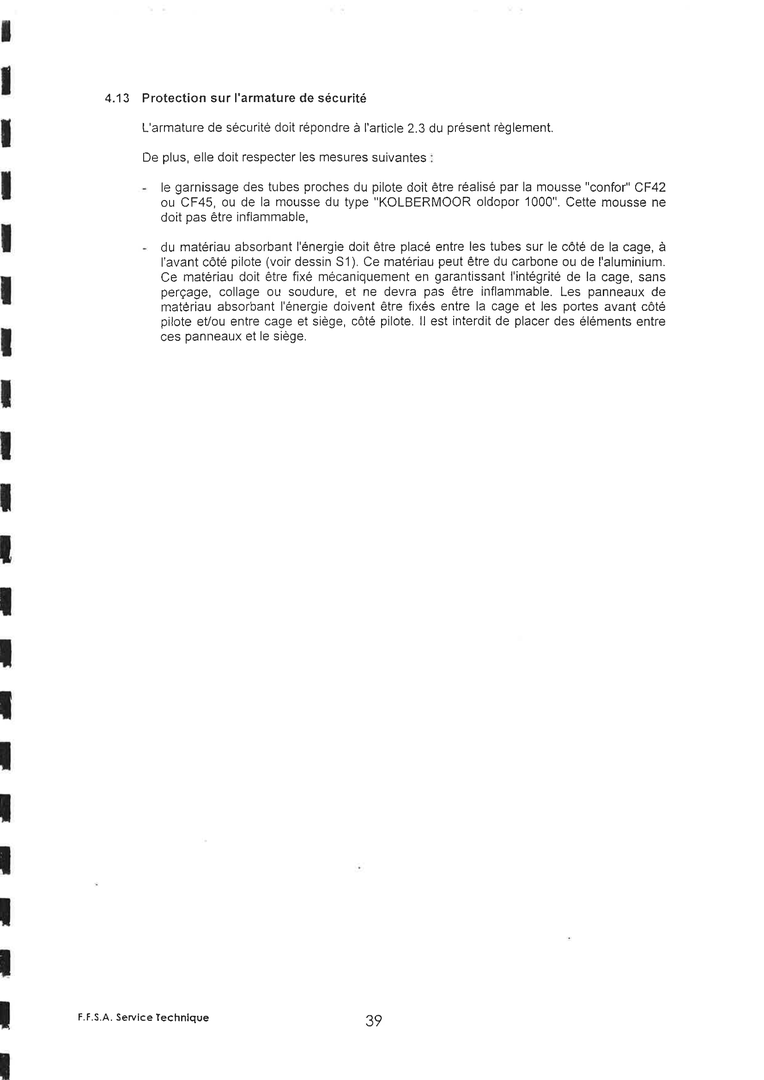 4.13 Protection sur l'armature de sécurité
L'armature de sécurité doit répondre à l'article 2.3 du présent règlement.
De plus, elle doit respecter les mesures suivantes :
- le garnissage des tubes proches du pilote doit être réalisé par la mousse "confor" CF42
ou CF45, ou de la mousse du type "KOLBERMOOR oldopor 1000". Cette mousse ne
doit pas être inflammable,
- du matériau absorbant l'énergie doit être placé entre les tubes sur le côté de la cage, à
l'avant côté pilote (voir dessin S1). Ce matériau peut être du carbone ou de l'aluminium.
Ce matériau doit être fixé mécaniquement en garantissant l'intégrité de la cage, sans
perçage, collage ou soudure, et ne devra pas être inflammable. Les panneaux de
matériau absorbant l'énergie doivent être fixés entre la cage et les portes avant côté
pilote et/ou entre cage et siège, côté pilote. Il est interdit de placer des éléments entre
ces panneaux et le siège.
F.F.S.A. Service Technique
39